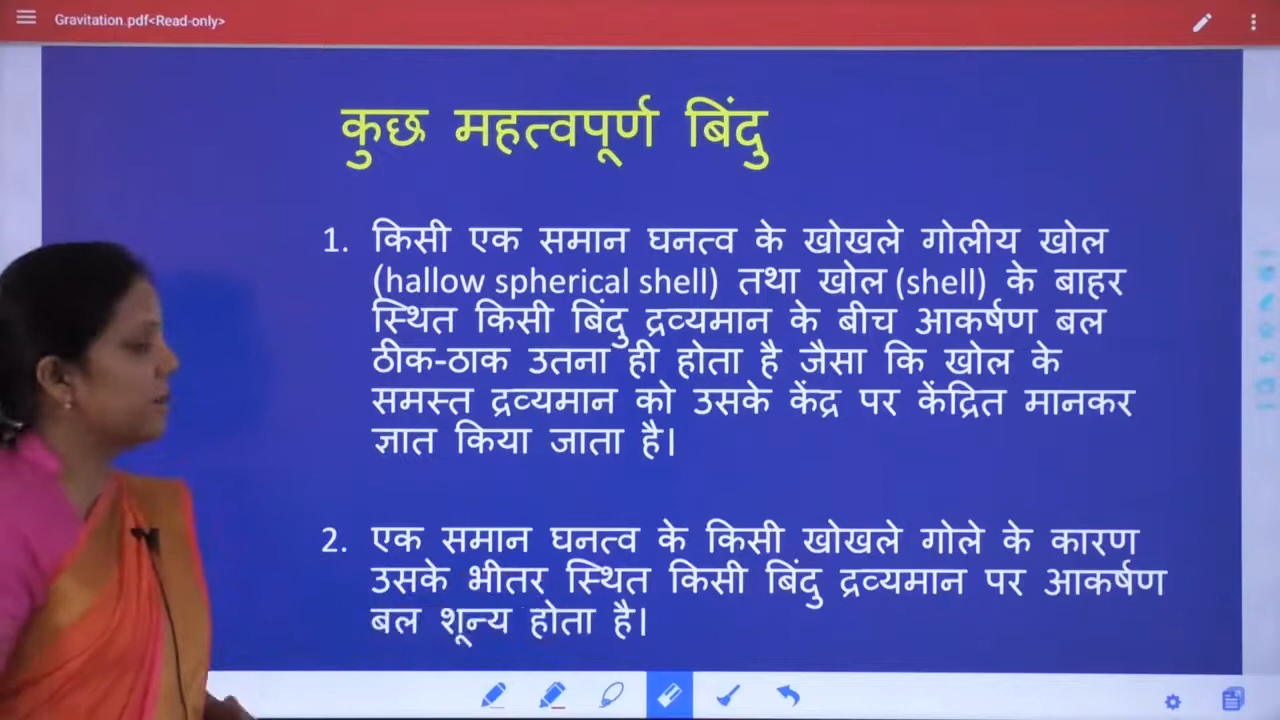 Gravitation.pdf<Read-only>
कुछ महत्वपूर्ण बिंदु
1. किसी एक समान घनत्व के खोखले गोलीय खोल
(hallow spherical shell) तथा खोल (shell) के बाहर
स्थित किसी बिंदु द्रव्यमान के बीच आकर्षण बल
ठीक-ठाक उतना ही होता है जैसा कि खोल के
समस्त द्रव्यमान को उसके केंद्र पर केंद्रित मानकर
ज्ञात किया जाता है।
2. एक समान घनत्व के किसी खोखले गोले के कारण
उसके भीतर स्थित किसी बिंदु द्रव्यमान पर आकर्षण
बल शून्य होता है।